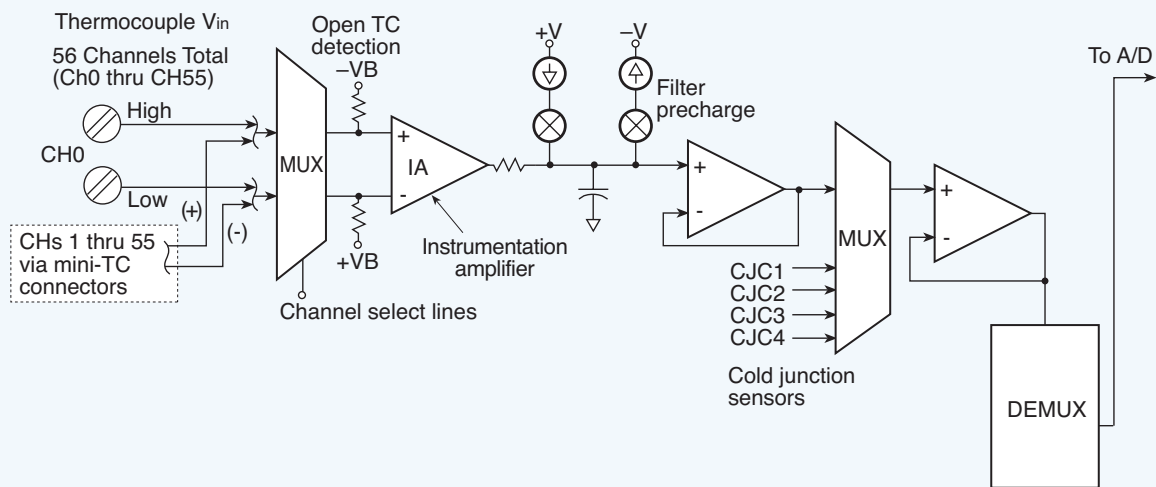 Thermocouple Vin
56 Channels Total
(Ch0 thru CH55)
High
CH0
Low
(+)
(-)
CHs 1 thru 55
via mini-TC
connectors
MUX
Channel select lines
Open TC
detection
–VB
+VB
+
IA
-
Instrumentation
amplifier
+V
–V
Filter
precharge
+
-
MUX
CJC1
CJC2
CJC3
CJC4
Cold junction
sensors
+
-
DEMUX
To A/D